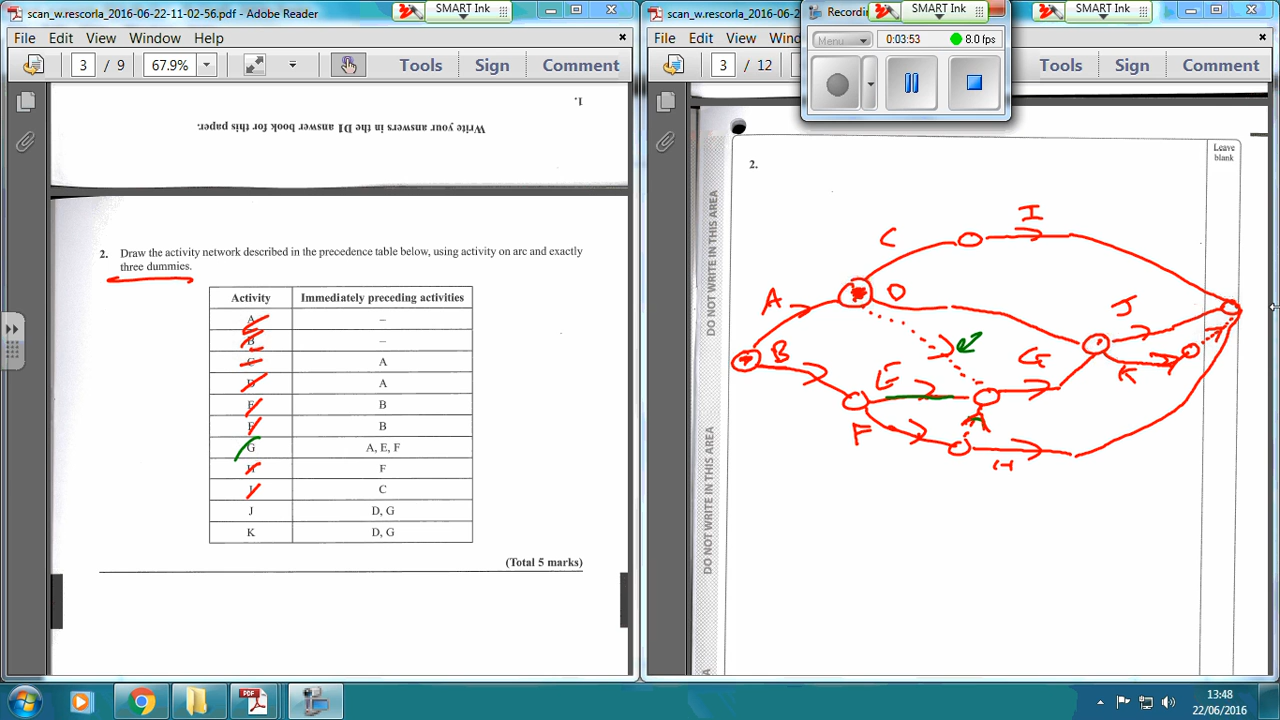 scan_w.rescorla_2016-06-22-11-02-56.pdf - Adobe Reader
SMART Ink
File Edit View Window Help
3 / 9 67.9%
Tools Sign Comment
1.
Write your answers in the D1 answer book for this paper.
2. Draw the activity network described in the precedence table below, using activity on arc and exactly
three dummies.
Activity Immediately preceding activities
A –
B –
C A
D A
E B
F B
G A, E, F
H F
I C
J D, G
K D, G
(Total 5 marks)
scan_w.rescorla_2016-06-2
Recording
SMART Ink
SMART Ink
File Edit View
Menu 0:03:53 8.0 fps
3 / 12
Tools Sign Comment
Leave
blank
2.
DO NOT WRITE IN THIS AREA
DO NOT WRITE IN THIS AREA
I
C
A
D
J
B
E
G
K
F
H
13:48
22/06/2016